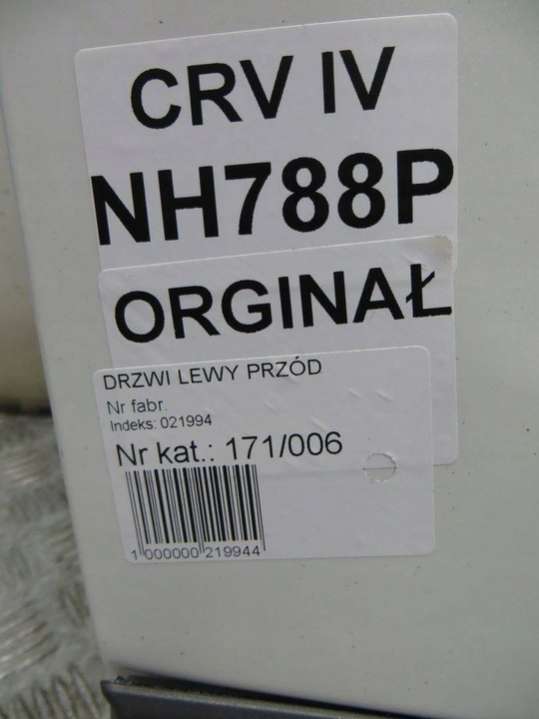 CRV IV
NH788P
ORGINAŁ
DRZWI LEWY PRZÓD
Nr fabr.
Indeks: 021994
Nr kat.: 171/006
1 000000 219944